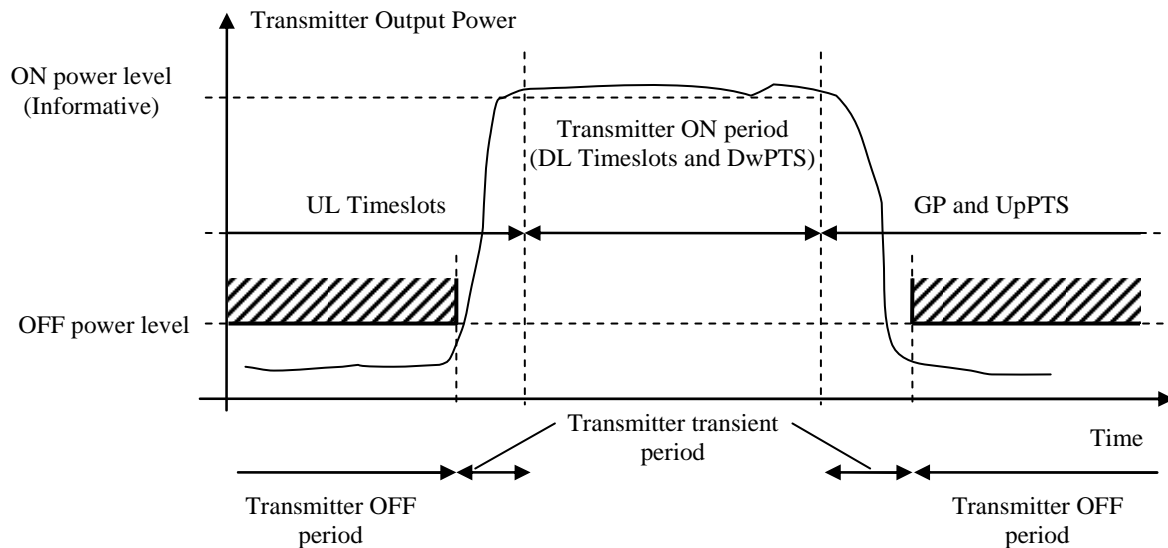 Transmitter Output Power
ON power level
(Informative)
Transmitter ON period
(DL Timeslots and DwPTS)
UL Timeslots
GP and UpPTS
OFF power level
Transmitter transient
period
Time
Transmitter OFF
period
Transmitter OFF
period